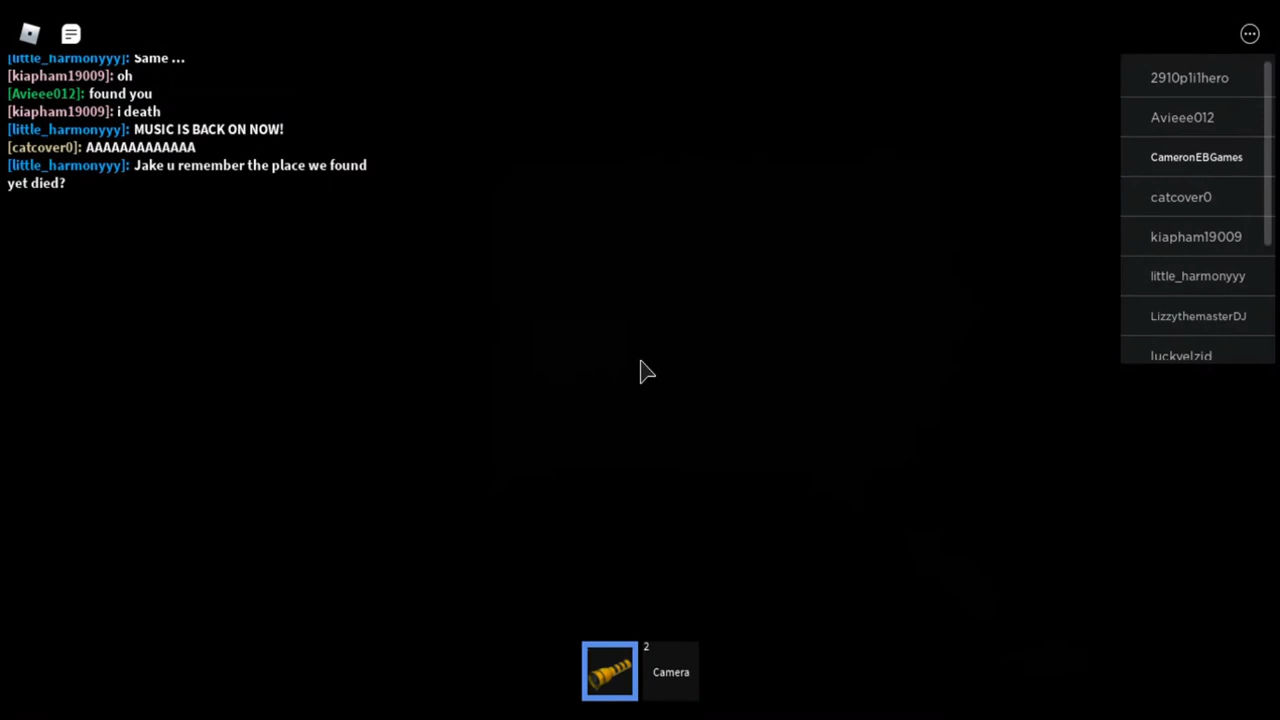 [little_harmonyyy]: Same ...
[kiapham19009]: oh
[Avieee012]: found you
[kiapham19009]: i death
[little_harmonyyy]: MUSIC IS BACK ON NOW!
[catcover0]: AAAAAAAAAAAAA
[little_harmonyyy]: Jake u remember the place we found
yet died?
2910p1i1hero
Avieee012
CameronEBGames
catcover0
kiapham19009
little_harmonyyy
LizzythemasterDJ
luckyelzid
2
Camera